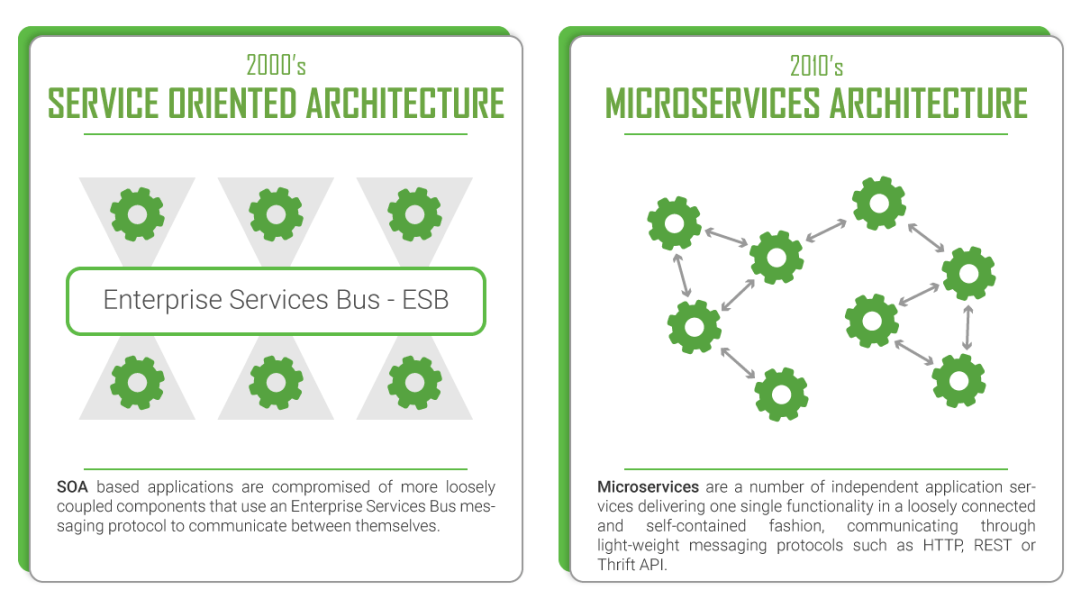 2000's
SERVICE ORIENTED ARCHITECTURE
Enterprise Services Bus - ESB
SOA based applications are compromised of more loosely
coupled components that use an Enterprise Services Bus mes-
saging protocol to communicate between themselves.
2010's
MICROSERVICES ARCHITECTURE
Microservices are a number of independent application ser-
vices delivering one single functionality in a loosely connected
and self-contained fashion, communicating through
light-weight messaging protocols such as HTTP, REST or
Thrift API.